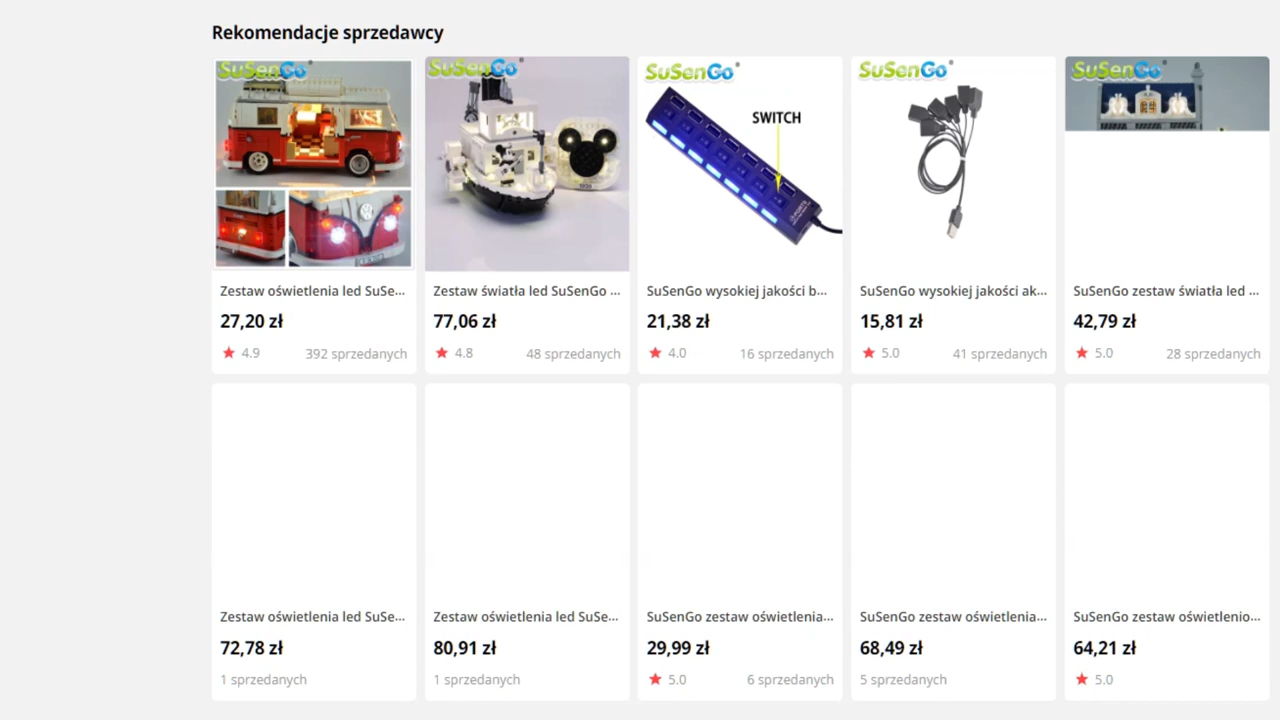 Rekomendacje sprzedawcy
SuSenGo®
SuSenGo®
SuSenGo®
SWITCH
SuSenGo®
SuSenGo®
Zestaw oświetlenia led SuSe...
Zestaw światła led SuSenGo ...
SuSenGo wysokiej jakości b...
SuSenGo wysokiej jakości ak...
SuSenGo zestaw światła led ...
27,20 zł
77,06 zł
21,38 zł
15,81 zł
42,79 zł
4.9 392 sprzedanych
4.8 48 sprzedanych
4.0 16 sprzedanych
5.0 41 sprzedanych
5.0 28 sprzedanych
Zestaw oświetlenia led SuSe...
Zestaw oświetlenia led SuSe...
SuSenGo zestaw oświetlenia...
SuSenGo zestaw oświetlenia...
SuSenGo zestaw oświetlenio...
72,78 zł
80,91 zł
29,99 zł
68,49 zł
64,21 zł
1 sprzedanych
1 sprzedanych
5.0 6 sprzedanych
5 sprzedanych
5.0